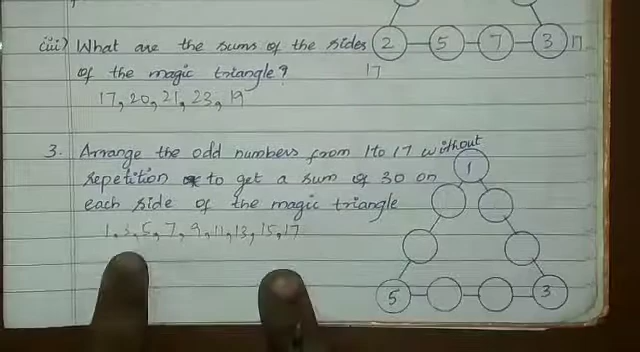 iii) What are the sums of the sides
of the magic triangle?
17, 20, 21, 23, 19
2 5 7 3 17
17
3. Arrange the odd numbers from 1 to 17 without
repetition to get a sum of 30 on
each side of the magic triangle
1, 3, 5, 7, 9, 11, 13, 15, 17
1
5 3